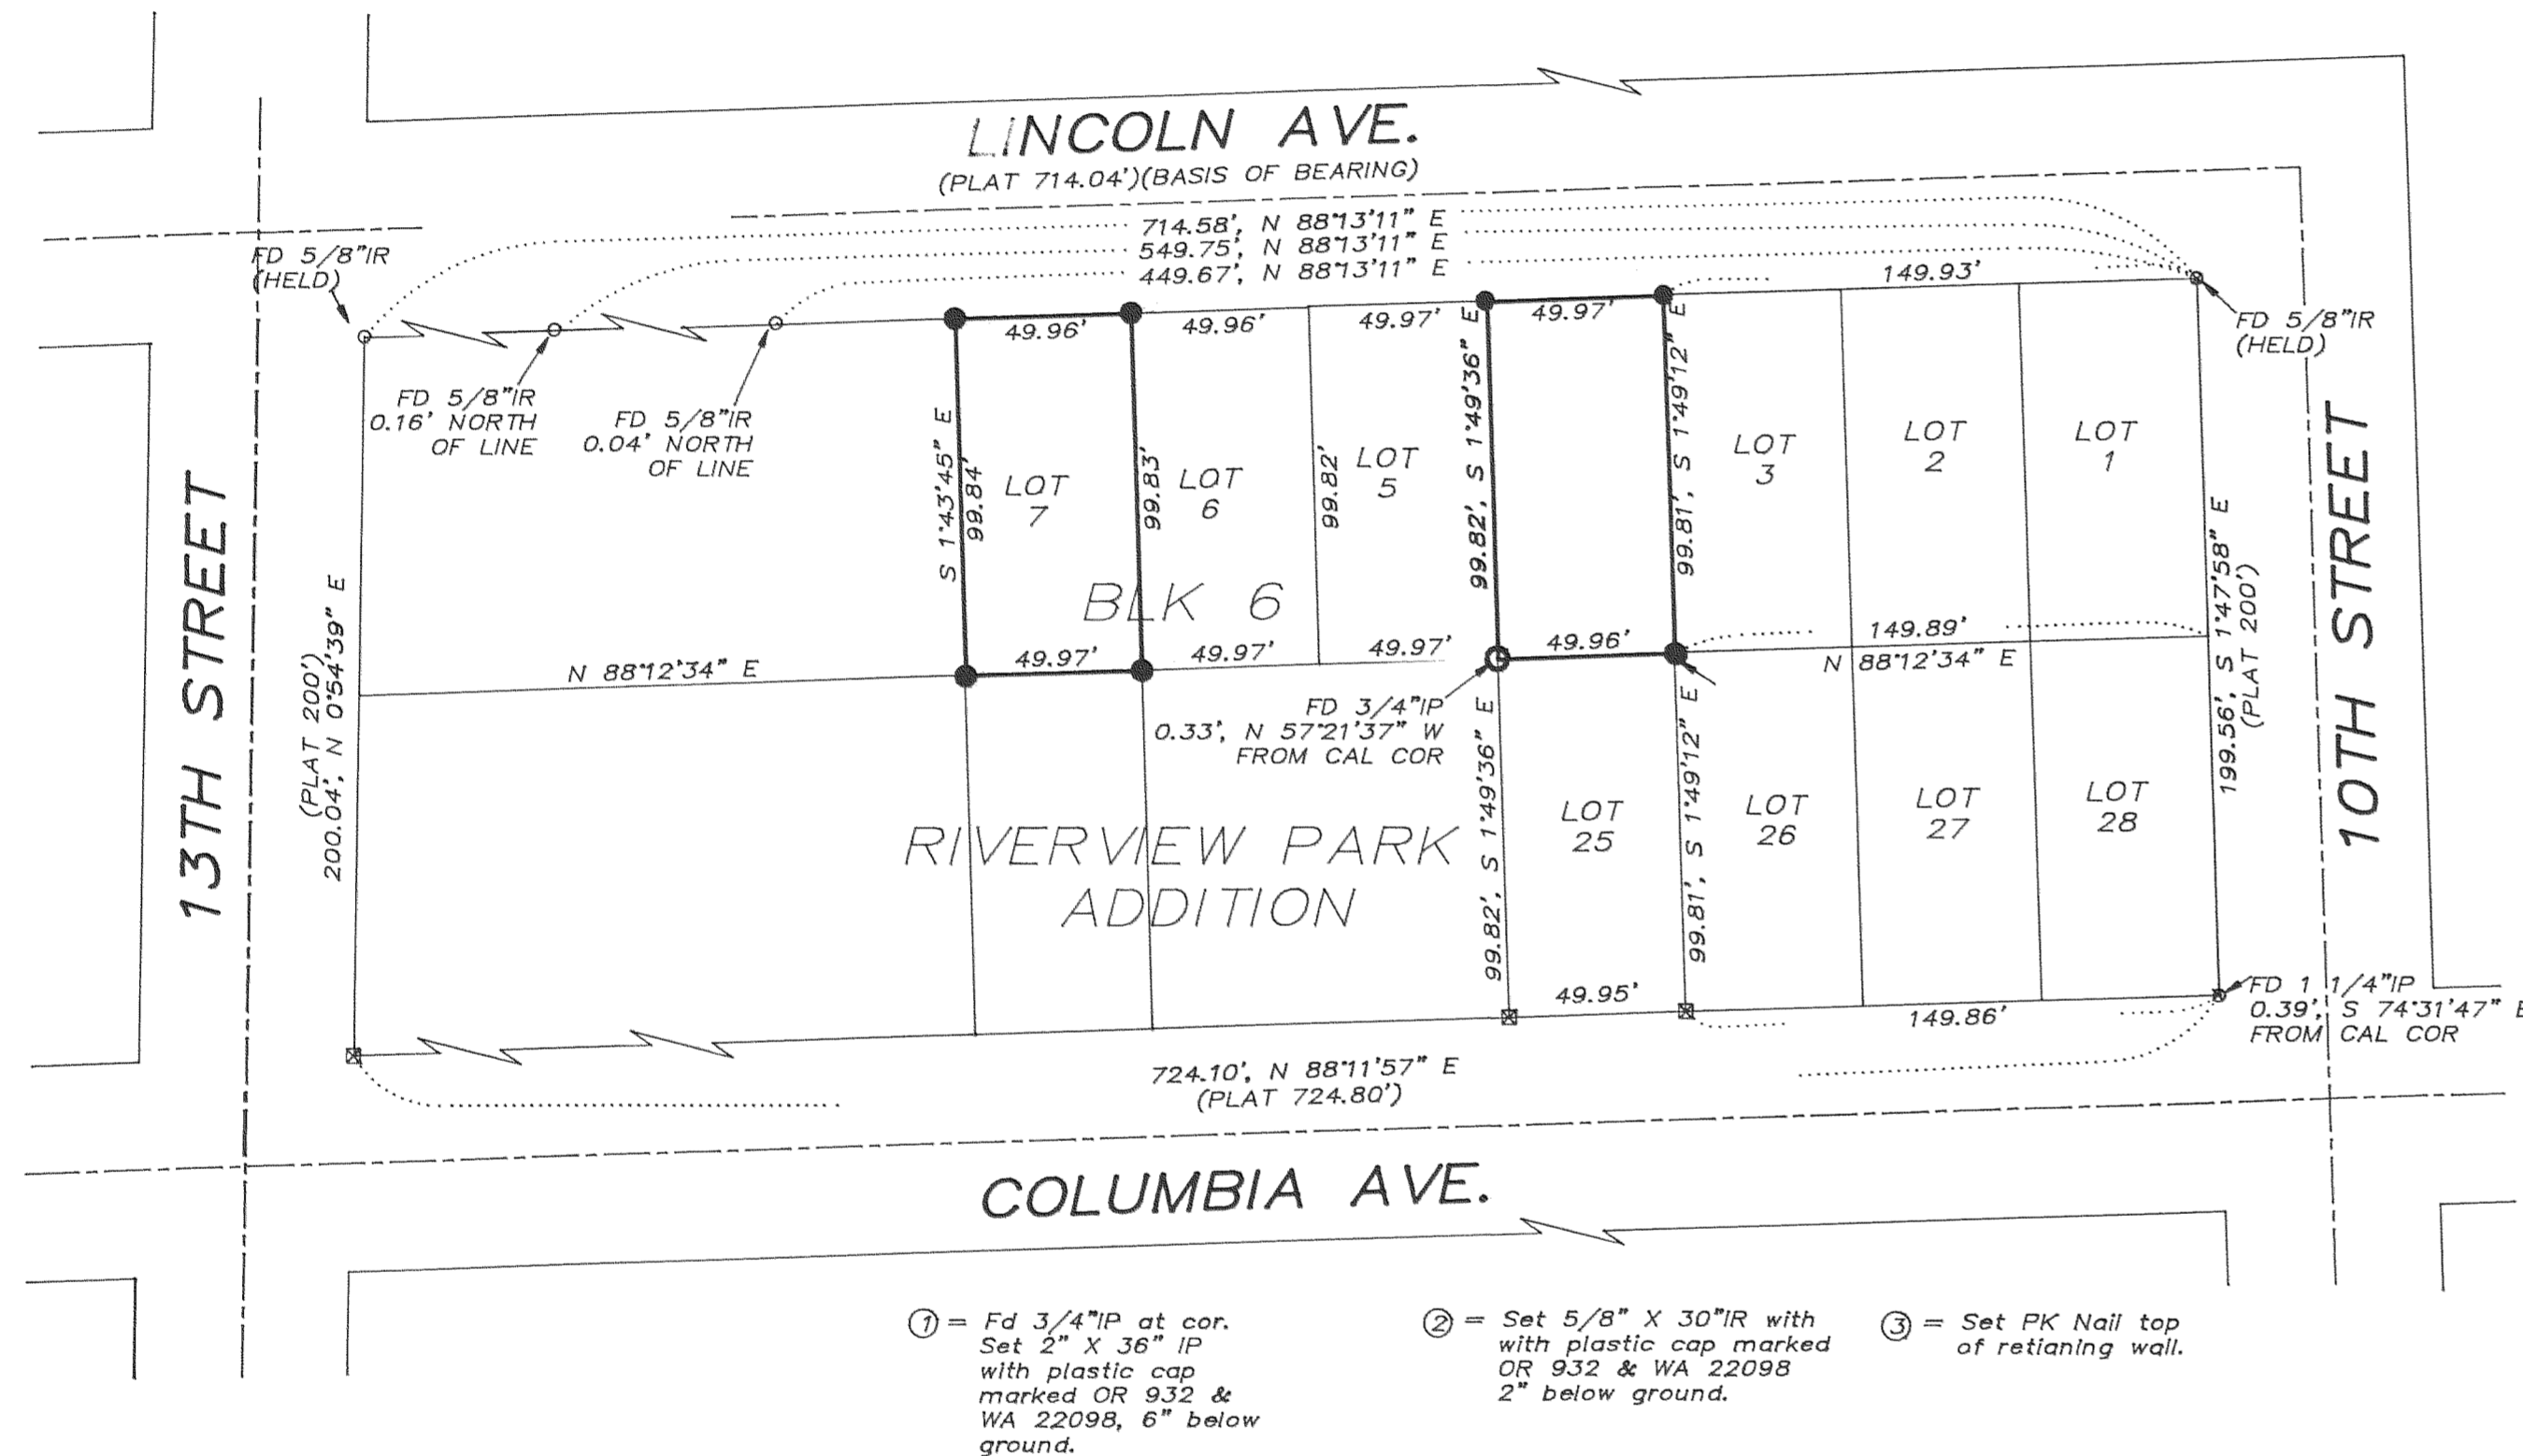 LINCOLN AVE.
(PLAT 714.04')(BASIS OF BEARING)
714.58', N 88°13'11" E
549.75', N 88°13'11" E
449.67', N 88°13'11" E
149.93'
FD 5/8"IR
(HELD)
FD 5/8"IR
(HELD)
49.96'
49.96'
49.97'
49.97'
FD 5/8"IR
0.16' NORTH
OF LINE
FD 5/8"IR
0.04' NORTH
OF LINE
S 1°43'45" E
99.84'
LOT
7
99.83'
LOT
6
99.82'
LOT
5
99.82', S 1°49'36" E
99.81', S 1°49'12" E
LOT
3
LOT
2
LOT
1
199.56', S 1°47'58" E
(PLAT 200')
13TH STREET
10TH STREET
(PLAT 200')
200.04', N 0°54'39" E
BLK 6
N 88°12'34" E
49.97'
49.97'
49.97'
49.96'
149.89'
N 88°12'34" E
FD 3/4"IP
0.33', N 57°21'37" W
FROM CAL COR
99.82', S 1°49'36" E
99.81', S 1°49'12" E
LOT
25
LOT
26
LOT
27
LOT
28
RIVERVIEW PARK
ADDITION
49.95'
149.86'
FD 1 1/4"IP
0.39', S 74°31'47" E
FROM CAL COR
724.10', N 88°11'57" E
(PLAT 724.80')
COLUMBIA AVE.
1 = Fd 3/4"IP at cor.
Set 2" X 36" IP
with plastic cap
marked OR 932 &
WA 22098, 6" below
ground.
2 = Set 5/8" X 30"IR with
with plastic cap marked
OR 932 & WA 22098
2" below ground.
3 = Set PK Nail top
of retianing wall.